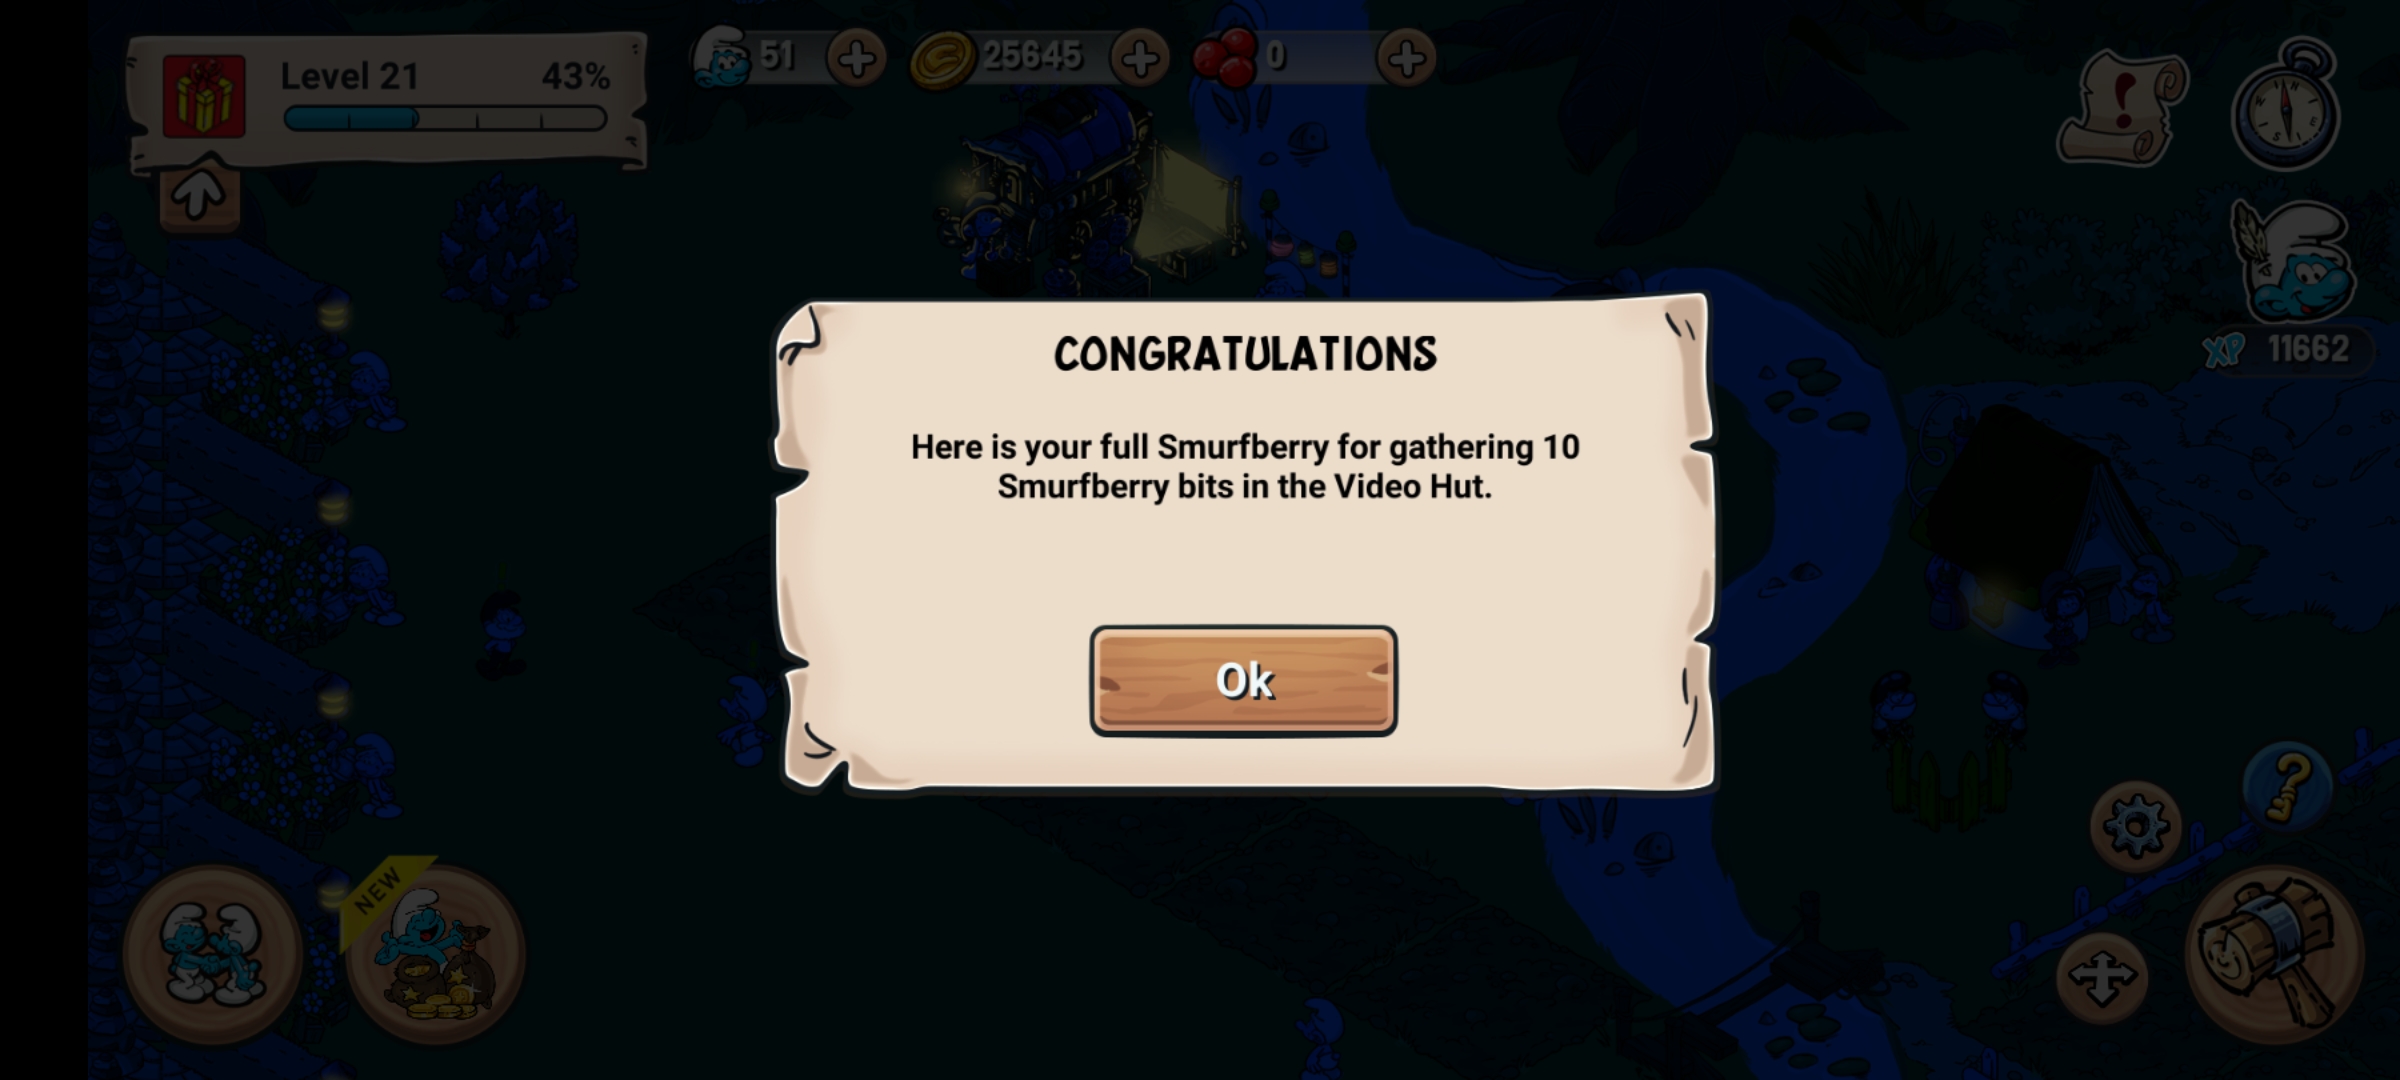 Level 21 43%
51
25645
0
XP 11662
CONGRATULATIONS
Here is your full Smurfberry for gathering 10
Smurfberry bits in the Video Hut.
Ok
NEW